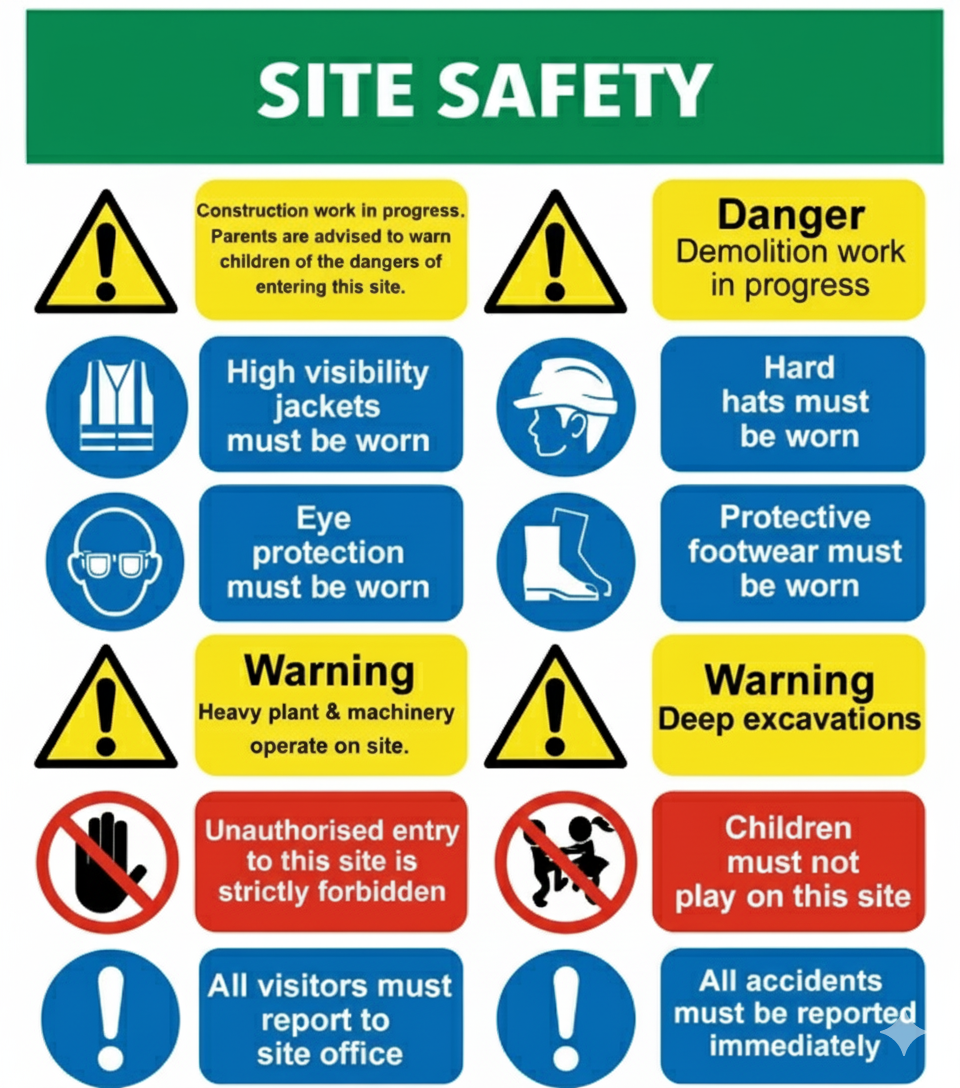 SITE SAFETY
Construction work in progress.
Parents are advised to warn
children of the dangers of
entering this site.
Danger
Demolition work
in progress
High visibility
jackets
must be worn
Hard
hats must
be worn
Eye
protection
must be worn
Protective
footwear must
be worn
Warning
Heavy plant & machinery
operate on site.
Warning
Deep excavations
Unauthorised entry
to this site is
strictly forbidden
Children
must not
play on this site
All visitors must
report to
site office
All accidents
must be reported
immediately